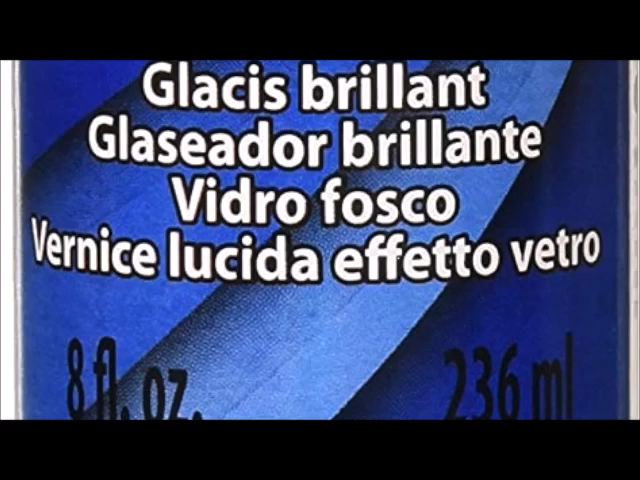 Glacis brillant
Glaseador brillante
Vidro fosco
Vernice lucida effetto vetro
8 fl. oz. 236 ml